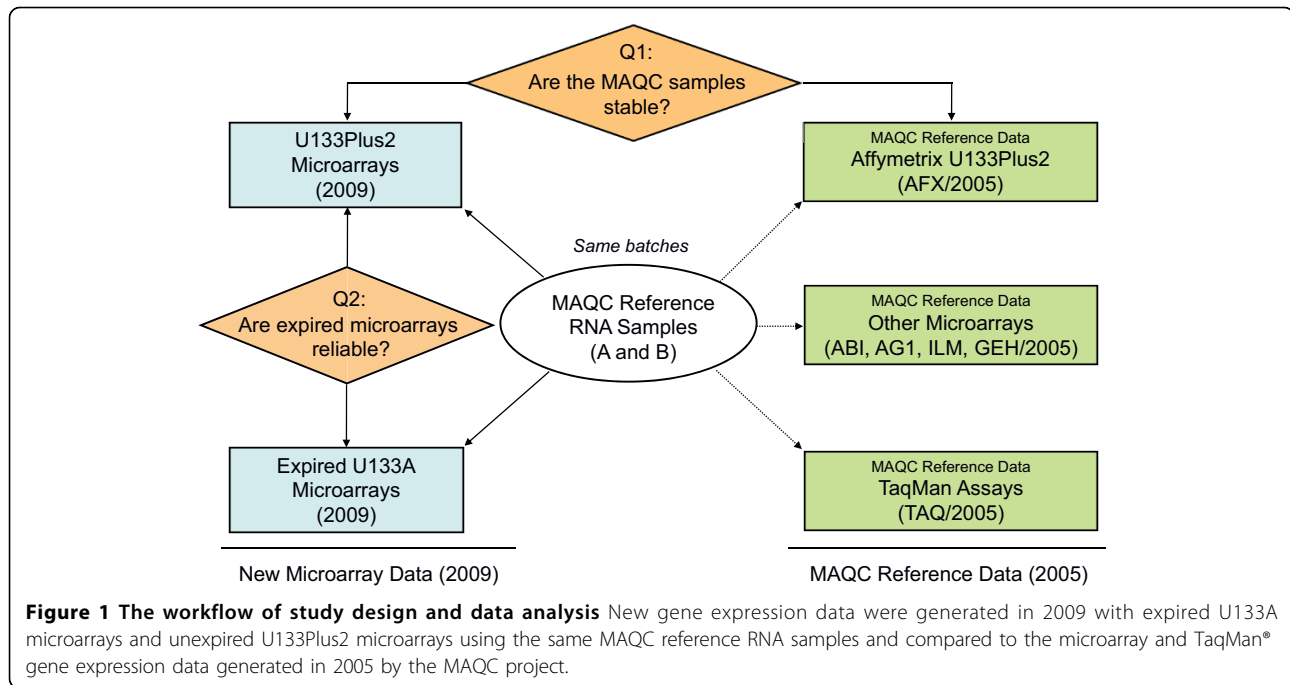 Q1:
Are the MAQC samples
stable?
U133Plus2
Microarrays
(2009)
MAQC Reference Data
Affymetrix U133Plus2
(AFX/2005)
Same batches
Q2:
Are expired microarrays
reliable?
MAQC Reference
RNA Samples
(A and B)
MAQC Reference Data
Other Microarrays
(ABI, AG1, ILM, GEH/2005)
Expired U133A
Microarrays
(2009)
MAQC Reference Data
TaqMan Assays
(TAQ/2005)
New Microarray Data (2009)
MAQC Reference Data (2005)
Figure 1 The workflow of study design and data analysis New gene expression data were generated in 2009 with expired U133A
microarrays and unexpired U133Plus2 microarrays using the same MAQC reference RNA samples and compared to the microarray and TaqMan®
gene expression data generated in 2005 by the MAQC project.